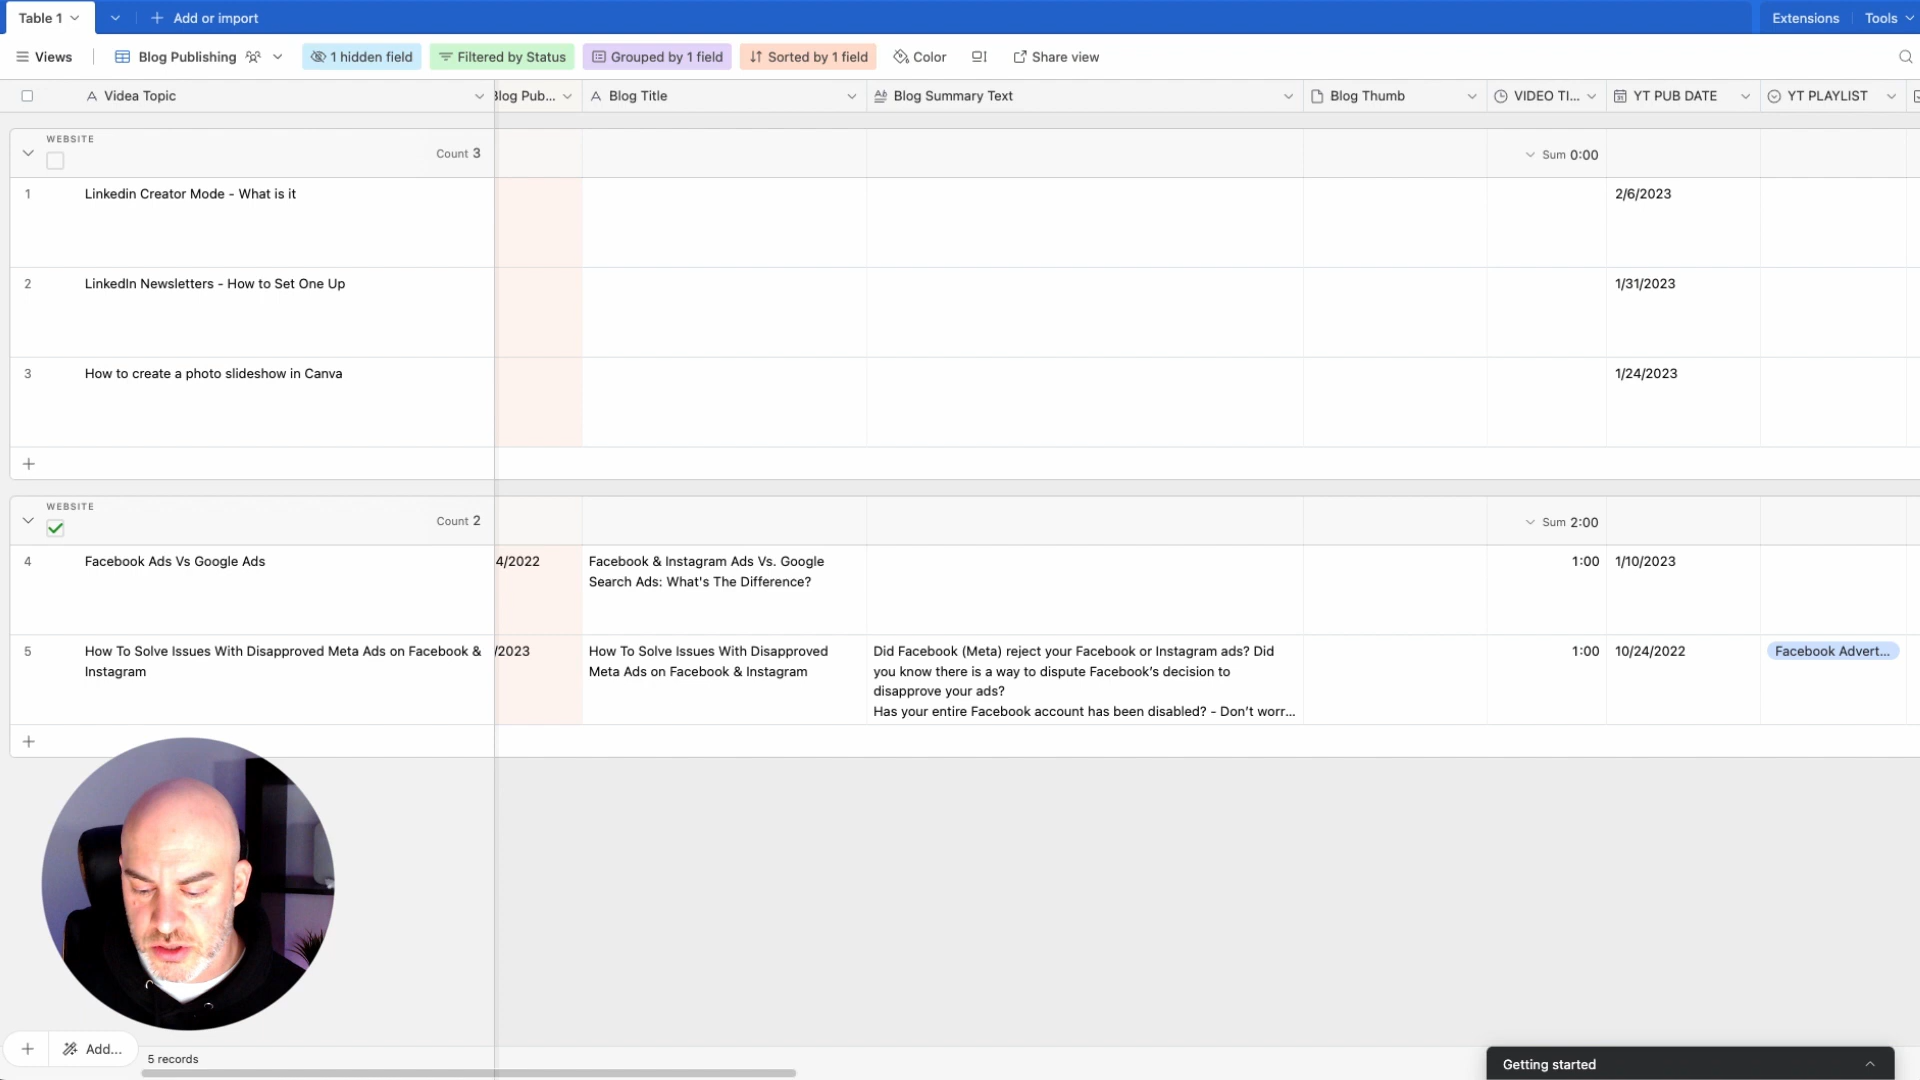 Table 1
Add or import
Extensions
Tools
Views
Blog Publishing
1 hidden field
Filtered by Status
Grouped by 1 field
Sorted by 1 field
Color
Share view
Videa Topic
Blog Pub...
Blog Title
Blog Summary Text
Blog Thumb
VIDEO TI...
YT PUB DATE
YT PLAYLIST
WEBSITE
Count 3
Sum 0:00
1
Linkedin Creator Mode - What is it
2/6/2023
2
LinkedIn Newsletters - How to Set One Up
1/31/2023
3
How to create a photo slideshow in Canva
1/24/2023
WEBSITE
Count 2
Sum 2:00
4
Facebook Ads Vs Google Ads
4/2022
Facebook & Instagram Ads Vs. Google
Search Ads: What's The Difference?
1:00
1/10/2023
5
How To Solve Issues With Disapproved Meta Ads on Facebook &
Instagram
/2023
How To Solve Issues With Disapproved
Meta Ads on Facebook & Instagram
Did Facebook (Meta) reject your Facebook or Instagram ads? Did
you know there is a way to dispute Facebook’s decision to
disapprove your ads?
Has your entire Facebook account has been disabled? - Don’t worr...
1:00
10/24/2022
Facebook Advert...
Add...
5 records
Getting started